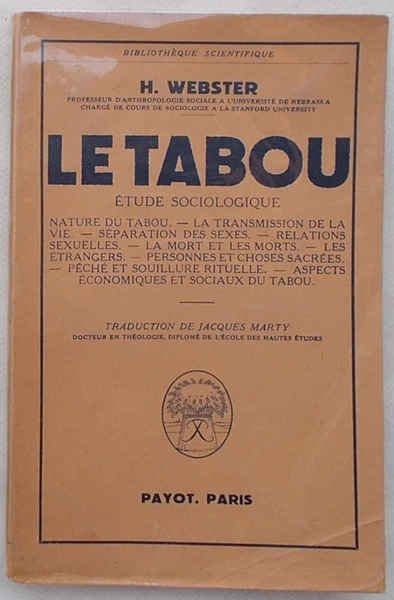 BIBLIOTHÈQUE SCIENTIFIQUE
H. WEBSTER
PROFESSEUR D'ANTHROPOLOGIE SOCIALE A L'UNIVERSITÉ DE NEBRASKA
CHARGÉ DE COURS DE SOCIOLOGIE A LA STANFORD UNIVERSITY
LE TABOU
ÉTUDE SOCIOLOGIQUE
NATURE DU TABOU. — LA TRANSMISSION DE LA
VIE. — SÉPARATION DES SEXES. — RELATIONS
SEXUELLES. — LA MORT ET LES MORTS. — LES
ÉTRANGERS. — PERSONNES ET CHOSES SACRÉES.
— PÉCHÉ ET SOUILLURE RITUELLE. — ASPECTS
ÉCONOMIQUES ET SOCIAUX DU TABOU.
TRADUCTION DE JACQUES MARTY
DOCTEUR EN THÉOLOGIE, DIPLOMÉ DE L'ÉCOLE DES HAUTES ÉTUDES
PAYOT. PARIS